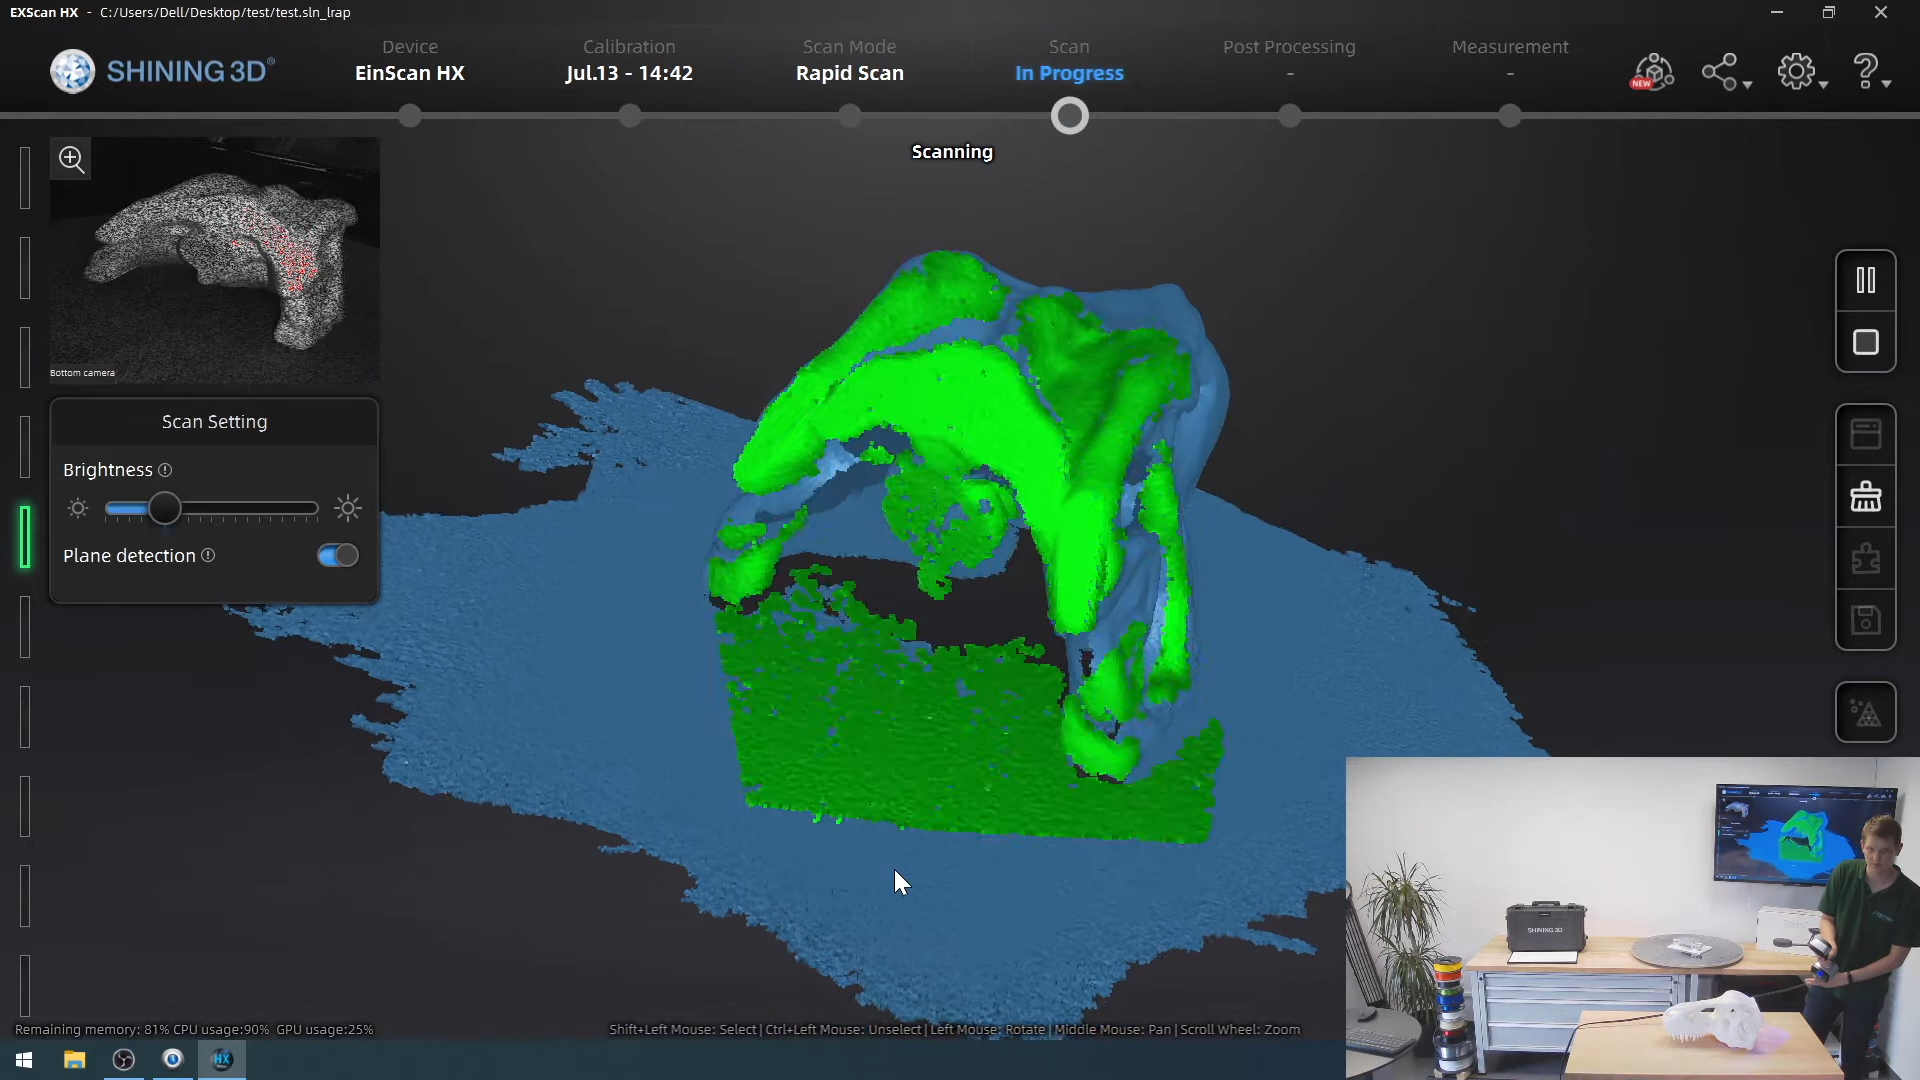 EXScan HX - C:/Users/Dell/Desktop/test/test.sln_lrap
SHINING 3D®
Device
EinScan HX
Calibration
Jul.13 - 14:42
Scan Mode
Rapid Scan
Scan
In Progress
Post Processing
-
Measurement
-
NEW
Scanning
Bottom camera
Scan Setting
Brightness
Plane detection
SHINING 3D
Remaining memory: 81% CPU usage:90% GPU usage:25%
Shift+Left Mouse: Select | Ctrl+Left Mouse: Unselect | Left Mouse: Rotate | Middle Mouse: Pan | Scroll Wheel: Zoom
HX